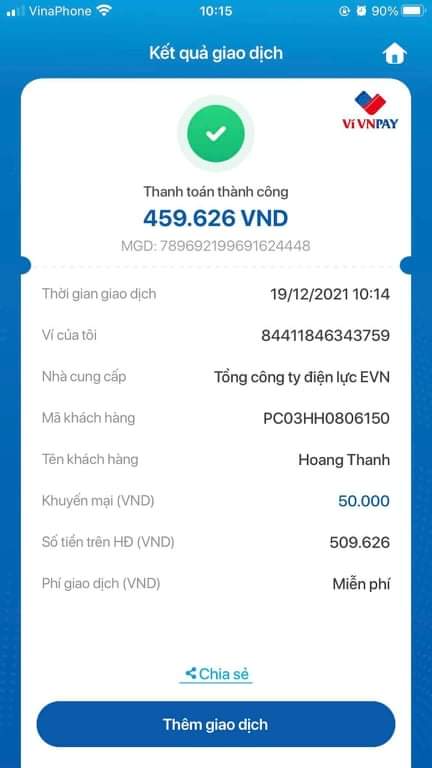 VinaPhone 10:15 90%
Kết quả giao dịch
Ví VNPAY
Thanh toán thành công
459.626 VND
MGD: 789692199691624448
Thời gian giao dịch 19/12/2021 10:14
Ví của tôi 84411846343759
Nhà cung cấp Tổng công ty điện lực EVN
Mã khách hàng PC03HH0806150
Tên khách hàng Hoang Thanh
Khuyến mại (VND) 50.000
Số tiền trên HĐ (VND) 509.626
Phí giao dịch (VND) Miễn phí
Chia sẻ
Thêm giao dịch